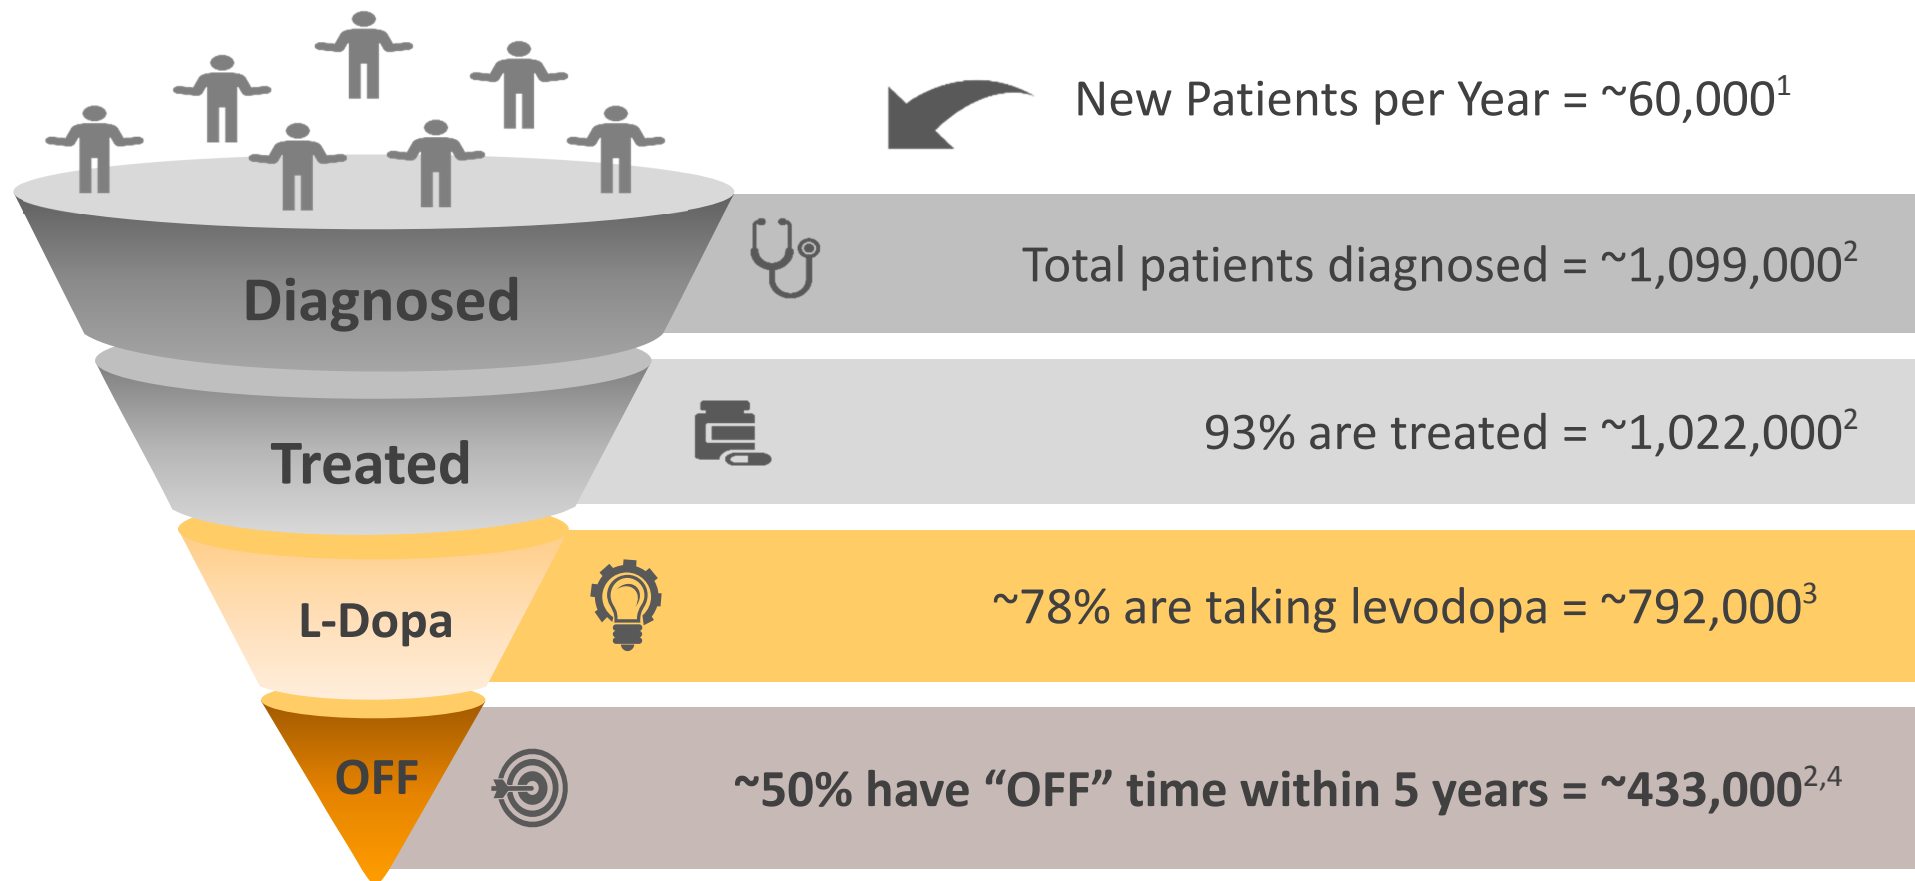 New Patients per Year = ~60,000¹
Diagnosed
Total patients diagnosed = ~1,099,000²
Treated
93% are treated = ~1,022,000²
L-Dopa
~78% are taking levodopa = ~792,000³
OFF
~50% have “OFF” time within 5 years = ~433,000²,⁴